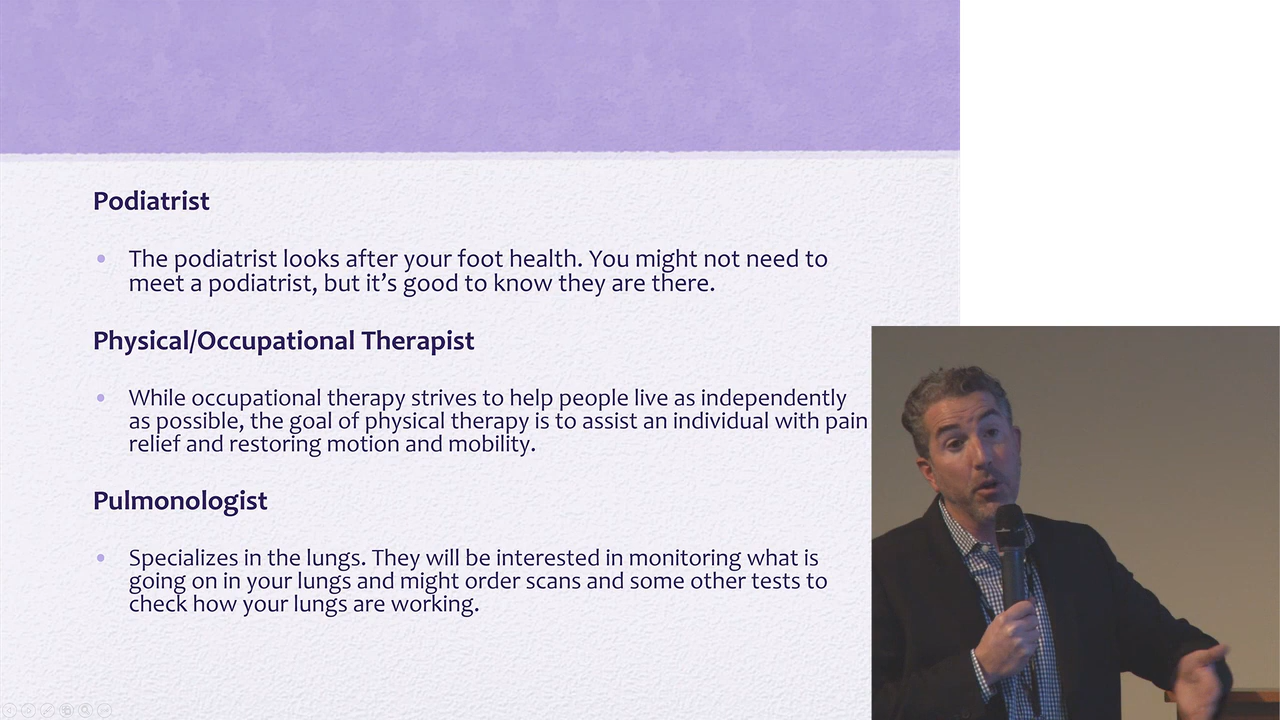 Podiatrist
The podiatrist looks after your foot health. You might not need to
meet a podiatrist, but it’s good to know they are there.
Physical/Occupational Therapist
While occupational therapy strives to help people live as independently
as possible, the goal of physical therapy is to assist an individual with pain
relief and restoring motion and mobility.
Pulmonologist
Specializes in the lungs. They will be interested in monitoring what is
going on in your lungs and might order scans and some other tests to
check how your lungs are working.